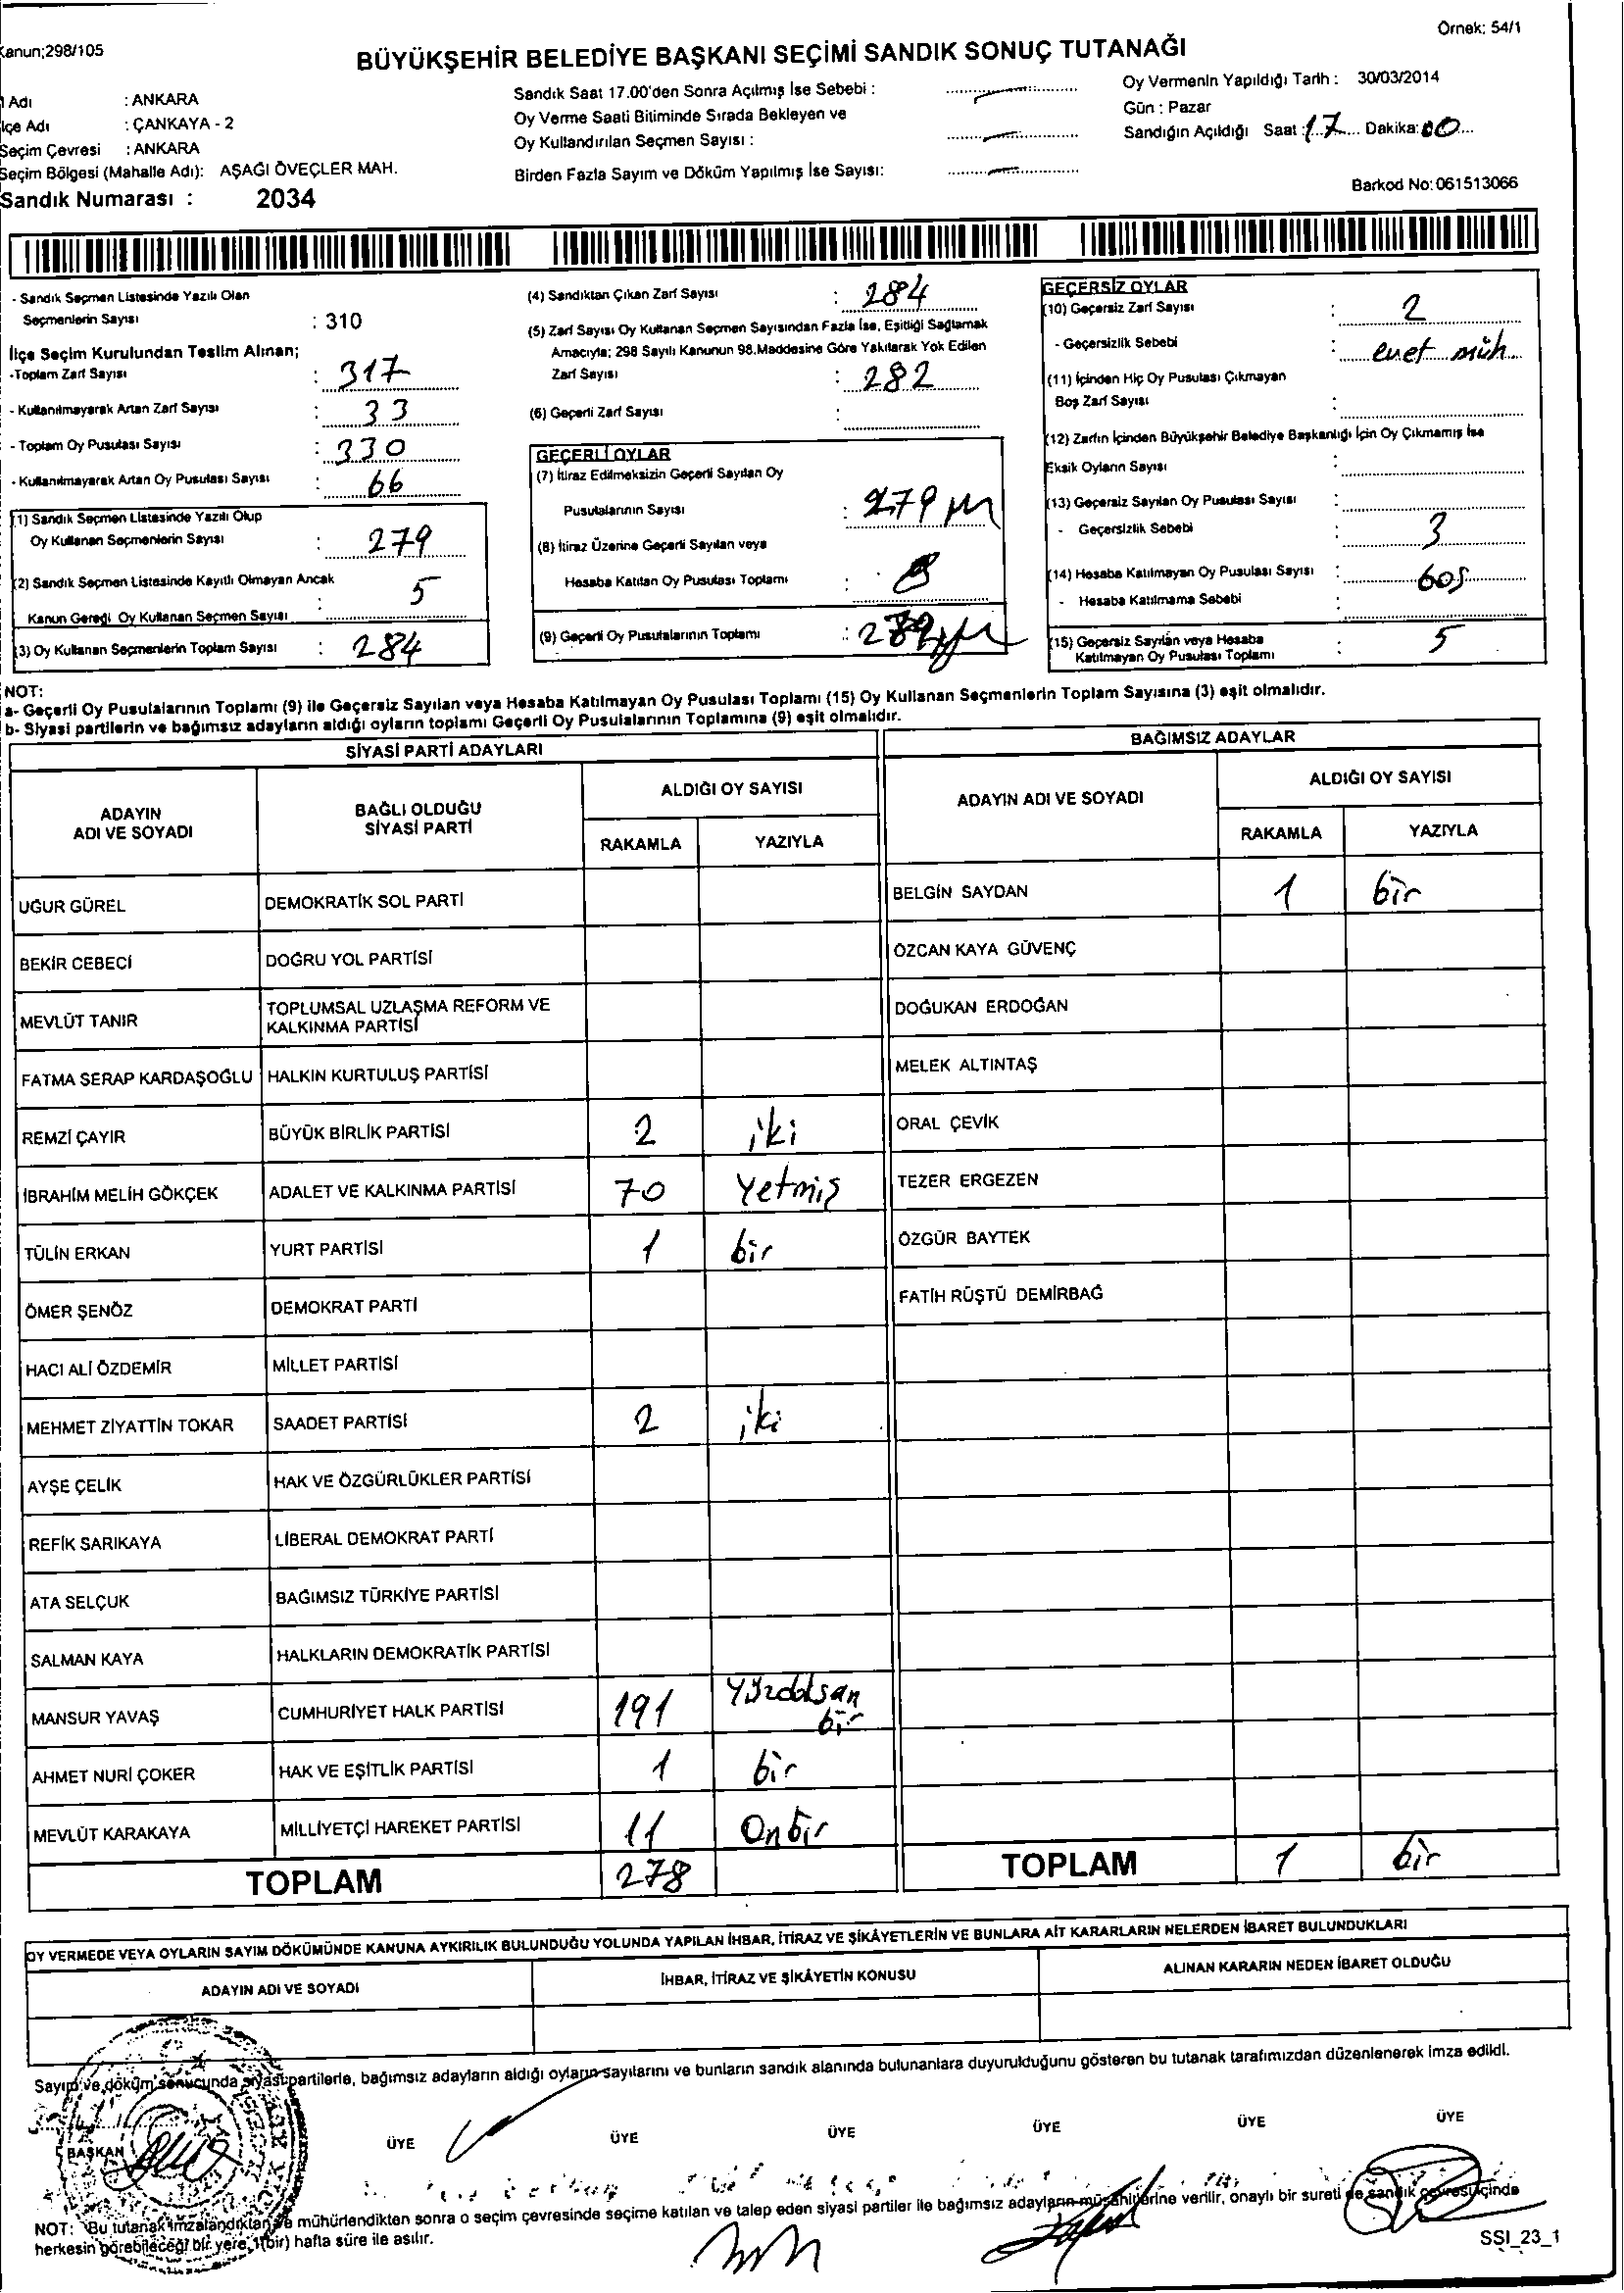 Kanun;298/105
Örnek: 54/1
BÜYÜKŞEHİR BELEDİYE BAŞKANI SEÇİMİ SANDIK SONUÇ TUTANAĞI
Adı : ANKARA
İlçe Adı : ÇANKAYA - 2
Seçim Çevresi : ANKARA
Seçim Bölgesi (Mahalle Adı): AŞAĞI ÖVEÇLER MAH.
Sandık Numarası : 2034
Sandık Saat 17.00'den Sonra Açılmış İse Sebebi :
Oy Verme Saati Bitiminde Sırada Bekleyen ve
Oy Kullandırılan Seçmen Sayısı :
Birden Fazla Sayım ve Döküm Yapılmış İse Sayısı:
Oy Vermenin Yapıldığı Tarih : 30/03/2014
Gün : Pazar
Sandığın Açıldığı Saat : 17 Dakika: 00
Barkod No: 061513066
- Sandık Seçmen Listesinde Yazılı Olan
Seçmenlerin Sayısı : 310
İlçe Seçim Kurulundan Teslim Alınan;
-Toplam Zarf Sayısı : 317
- Kullanılmayarak Artan Zarf Sayısı : 33
- Toplam Oy Pusulası Sayısı : 330
- Kullanılmayarak Artan Oy Pusulası Sayısı : 66
(1) Sandık Seçmen Listesinde Yazılı Olup
Oy Kullanan Seçmenlerin Sayısı : 279
(2) Sandık Seçmen Listesinde Kayıtlı Olmayan Ancak
Kanun Gereği Oy Kullanan Seçmen Sayısı : 5
(3) Oy Kullanan Seçmenlerin Toplam Sayısı : 284
(4) Sandıktan Çıkan Zarf Sayısı : 284
(5) Zarf Sayısı Oy Kullanan Seçmen Sayısından Fazla İse, Eşitliği Sağlamak
Amacıyla; 298 Sayılı Kanunun 98.Maddesine Göre Yakılarak Yok Edilen
Zarf Sayısı : 282
(6) Geçerli Zarf Sayısı :
GEÇERLİ OYLAR
(7) İtiraz Edilmeksizin Geçerli Sayılan Oy
Pusulalarının Sayısı : 279
(8) İtiraz Üzerine Geçerli Sayılan veya
Hesaba Katılan Oy Pusulası Toplamı :
(9) Geçerli Oy Pusulalarının Toplamı : 279
GEÇERSİZ OYLAR
(10) Geçersiz Zarf Sayısı : 2
- Geçersizlik Sebebi : evet müh.
(11) İçinden Hiç Oy Pusulası Çıkmayan
Boş Zarf Sayısı :
(12) Zarfın İçinden Büyükşehir Belediye Başkanlığı İçin Oy Çıkmamış İse
Eksik Oyların Sayısı :
(13) Geçersiz Sayılan Oy Pusulası Sayısı :
- Geçersizlik Sebebi : 3
(14) Hesaba Katılmayan Oy Pusulası Sayısı : boş
- Hesaba Katılmama Sebebi :
(15) Geçersiz Sayılan veya Hesaba
Katılmayan Oy Pusulası Toplamı : 5
NOT:
a- Geçerli Oy Pusulalarının Toplamı (9) ile Geçersiz Sayılan veya Hesaba Katılmayan Oy Pusulası Toplamı (15) Oy Kullanan Seçmenlerin Toplam Sayısına (3) eşit olmalıdır.
b- Siyasi partilerin ve bağımsız adayların aldığı oyların toplamı Geçerli Oy Pusulalarının Toplamına (9) eşit olmalıdır.
SİYASİ PARTİ ADAYLARI
BAĞIMSIZ ADAYLAR
ADAYIN
ADI VE SOYADI
BAĞLI OLDUĞU
SİYASİ PARTİ
ALDIĞI OY SAYISI
RAKAMLA YAZIYLA
ADAYIN ADI VE SOYADI
ALDIĞI OY SAYISI
RAKAMLA YAZIYLA
UĞUR GÜREL DEMOKRATİK SOL PARTİ
BELGİN SAYDAN 1 bir
BEKİR CEBECİ DOĞRU YOL PARTİSİ
ÖZCAN KAYA GÜVENÇ
MEVLÜT TANIR TOPLUMSAL UZLAŞMA REFORM VE
KALKINMA PARTİSİ
DOĞUKAN ERDOĞAN
FATMA SERAP KARDAŞOĞLU HALKIN KURTULUŞ PARTİSİ
MELEK ALTINTAŞ
REMZİ ÇAYIR BÜYÜK BİRLİK PARTİSİ 2 iki
ORAL ÇEVİK
İBRAHİM MELİH GÖKÇEK ADALET VE KALKINMA PARTİSİ 70 Yetmiş
TEZER ERGEZEN
TÜLİN ERKAN YURT PARTİSİ 1 bir
ÖZGÜR BAYTEK
ÖMER ŞENÖZ DEMOKRAT PARTİ
FATİH RÜŞTÜ DEMİRBAĞ
HACI ALİ ÖZDEMİR MİLLET PARTİSİ
MEHMET ZİYATTİN TOKAR SAADET PARTİSİ 2 iki
AYŞE ÇELİK HAK VE ÖZGÜRLÜKLER PARTİSİ
REFİK SARIKAYA LİBERAL DEMOKRAT PARTİ
ATA SELÇUK BAĞIMSIZ TÜRKİYE PARTİSİ
SALMAN KAYA HALKLARIN DEMOKRATİK PARTİSİ
MANSUR YAVAŞ CUMHURİYET HALK PARTİSİ 191 Yüzdoksan
bir
AHMET NURİ ÇOKER HAK VE EŞİTLİK PARTİSİ 1 bir
MEVLÜT KARAKAYA MİLLİYETÇİ HAREKET PARTİSİ 11 Onbir
TOPLAM 278
TOPLAM 1 bir
OY VERMEDE VEYA OYLARIN SAYIM DÖKÜMÜNDE KANUNA AYKIRILIK BULUNDUĞU YOLUNDA YAPILAN İHBAR, İTİRAZ VE ŞİKÂYETLERİN VE BUNLARA AİT KARARLARIN NELERDEN İBARET BULUNDUKLARI
ADAYIN ADI VE SOYADI
İHBAR, İTİRAZ VE ŞİKÂYETİN KONUSU
ALINAN KARARIN NEDEN İBARET OLDUĞU
Sayım ve döküm sonucunda siyasi partilerle, bağımsız adayların aldığı oyların sayılarını ve bunların sandık alanında bulunanlara duyurulduğunu gösteren bu tutanak tarafımızdan düzenlenerek imza edildi.
BAŞKAN ÜYE ÜYE ÜYE ÜYE ÜYE ÜYE
NOT: Bu tutanak imzalandıktan ve mühürlendikten sonra o seçim çevresinde seçime katılan ve talep eden siyasi partiler ile bağımsız adayların müşahitlerine verilir, onaylı bir sureti de sandık çevresi içinde
herkesin görebileceği bir yere 1(bir) hafta süre ile asılır.
SSI_23_1